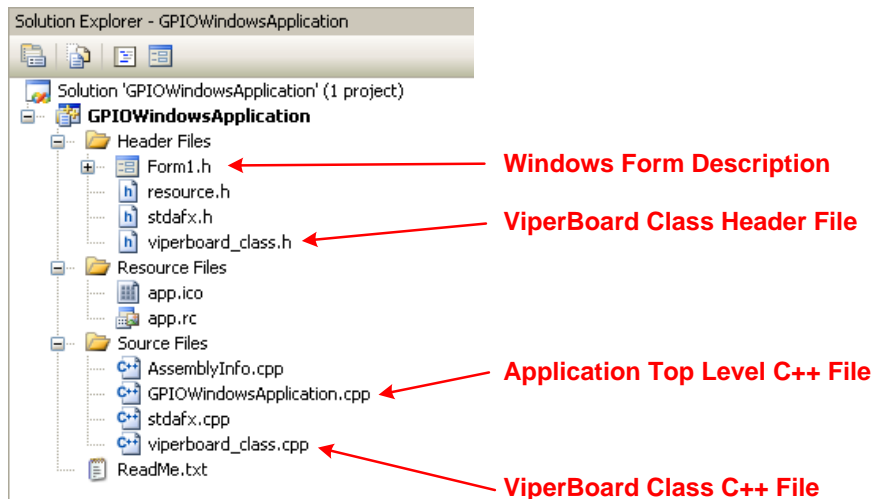 Solution Explorer - GPIOWindowsApplication
Solution 'GPIOWindowsApplication' (1 project)
GPIOWindowsApplication
Header Files
Form1.h
Windows Form Description
resource.h
stdafx.h
ViperBoard Class Header File
viperboard_class.h
Resource Files
app.ico
app.rc
Source Files
AssemblyInfo.cpp
Application Top Level C++ File
GPIOWindowsApplication.cpp
stdafx.cpp
viperboard_class.cpp
ReadMe.txt
ViperBoard Class C++ File